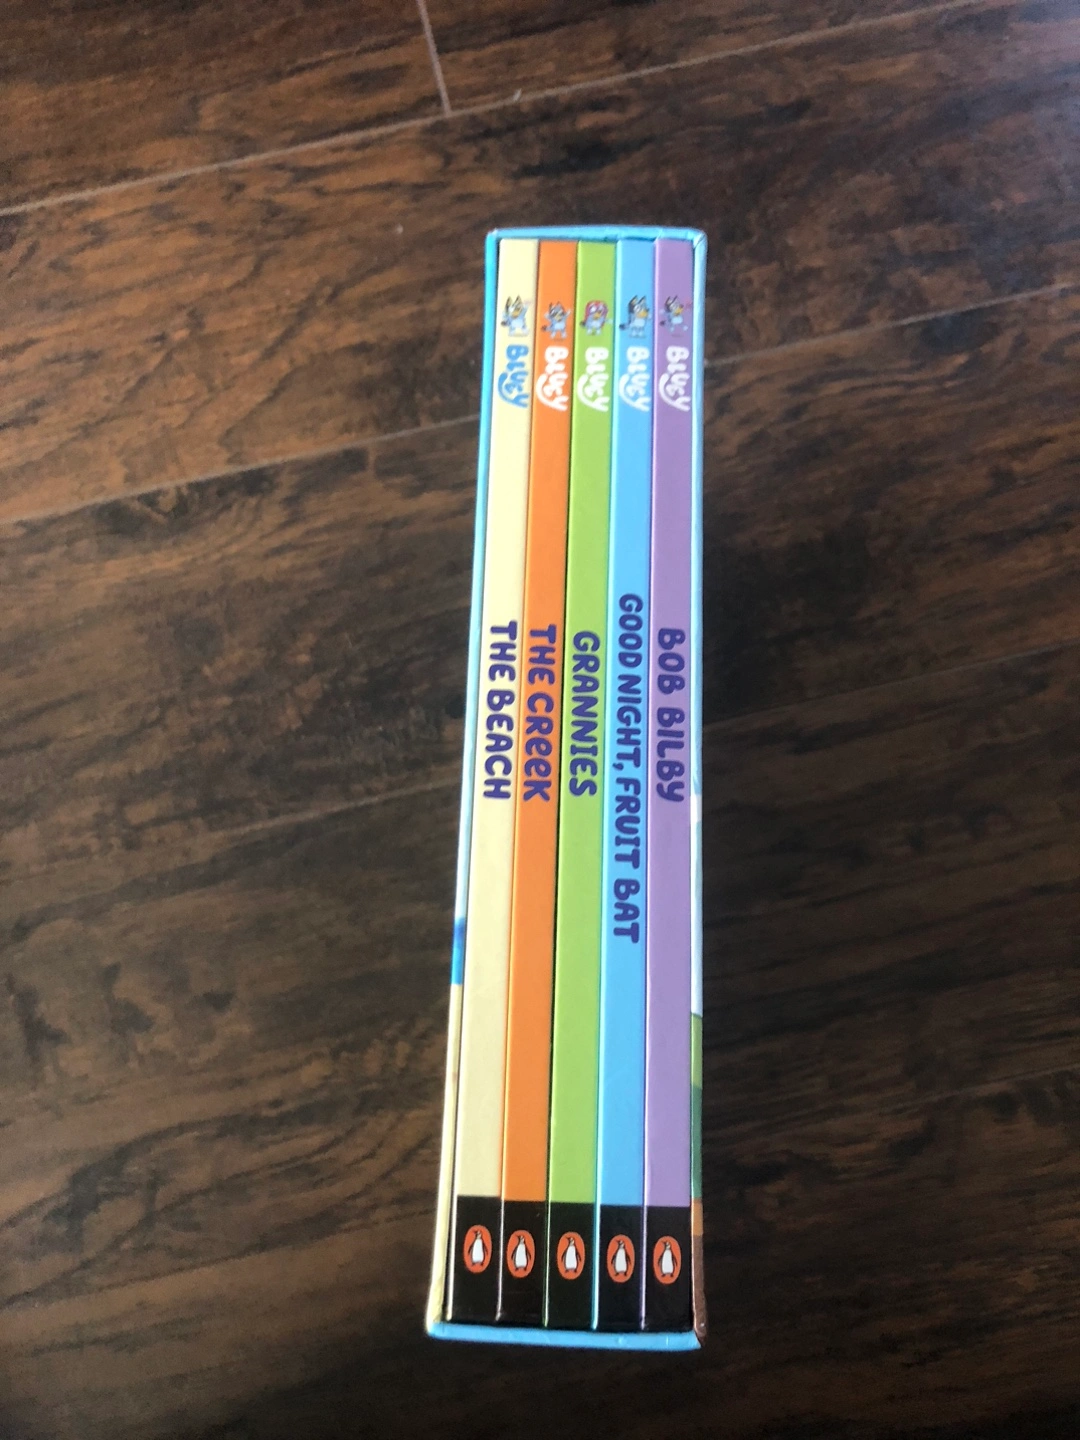 BLUEY THE BEACH
BLUEY THE CREEK
BLUEY GRANNIES
BLUEY GOOD NIGHT, FRUIT BAT
BLUEY BOB BILBY